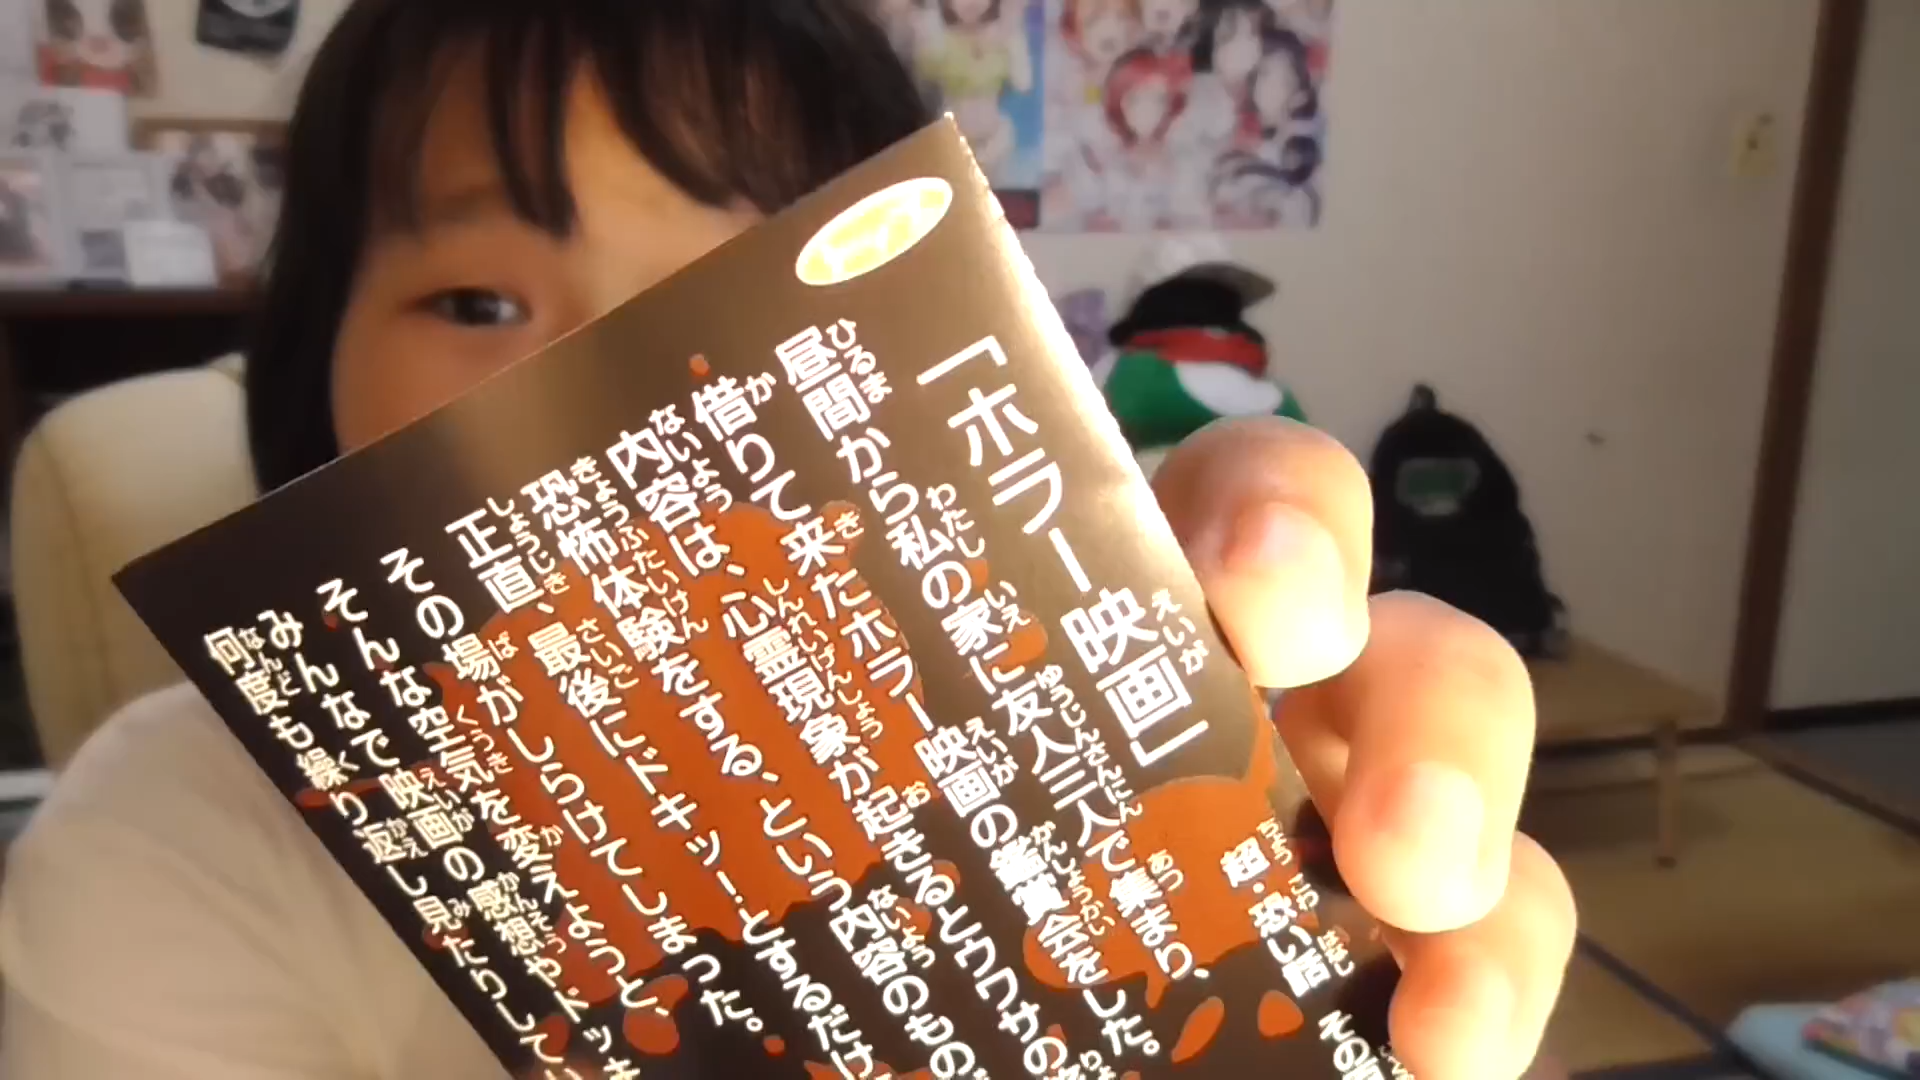 超・恐い話
「ホラー映画」
昼間から私の家に友人三人で集まり、
借りて来たホラー映画の鑑賞会をした。
内容は、心霊現象が起きるとウワサの
恐怖体験をする、という内容のもの
正直、最後にドキッ!とするだけ
その場がしらけてしまった。
そんな空気を変えようと、
みんなで映画の感想やドッキ
何度も繰り返し見たりしてい